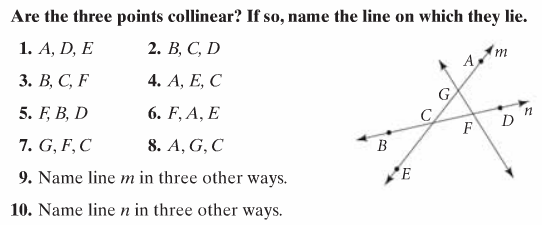 Are the three points collinear? If so, name the line on which they lie.
1. A, D, E 2. B, C, D
3. B, C, F 4. A, E, C
5. F, B, D 6. F, A, E
7. G, F, C 8. A, G, C
9. Name line m in three other ways.
10. Name line n in three other ways.
A m
G
C F D n
B
E